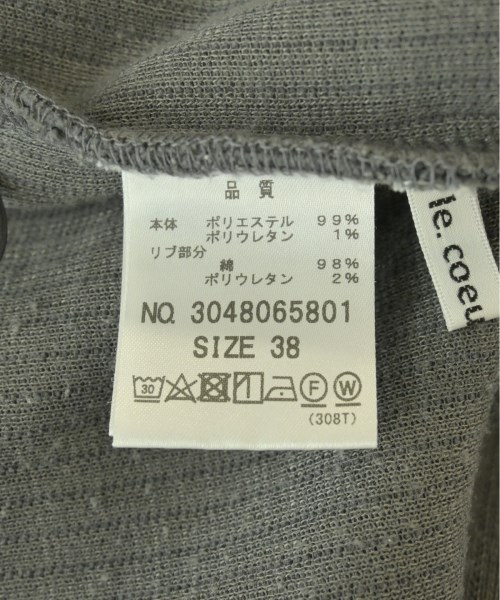 品質
本体 ポリエステル 99%
ポリウレタン 1%
リブ部分
綿 98%
ポリウレタン 2%
NO. 3048065801
SIZE 38
30 F W
(308T)
le.coeu